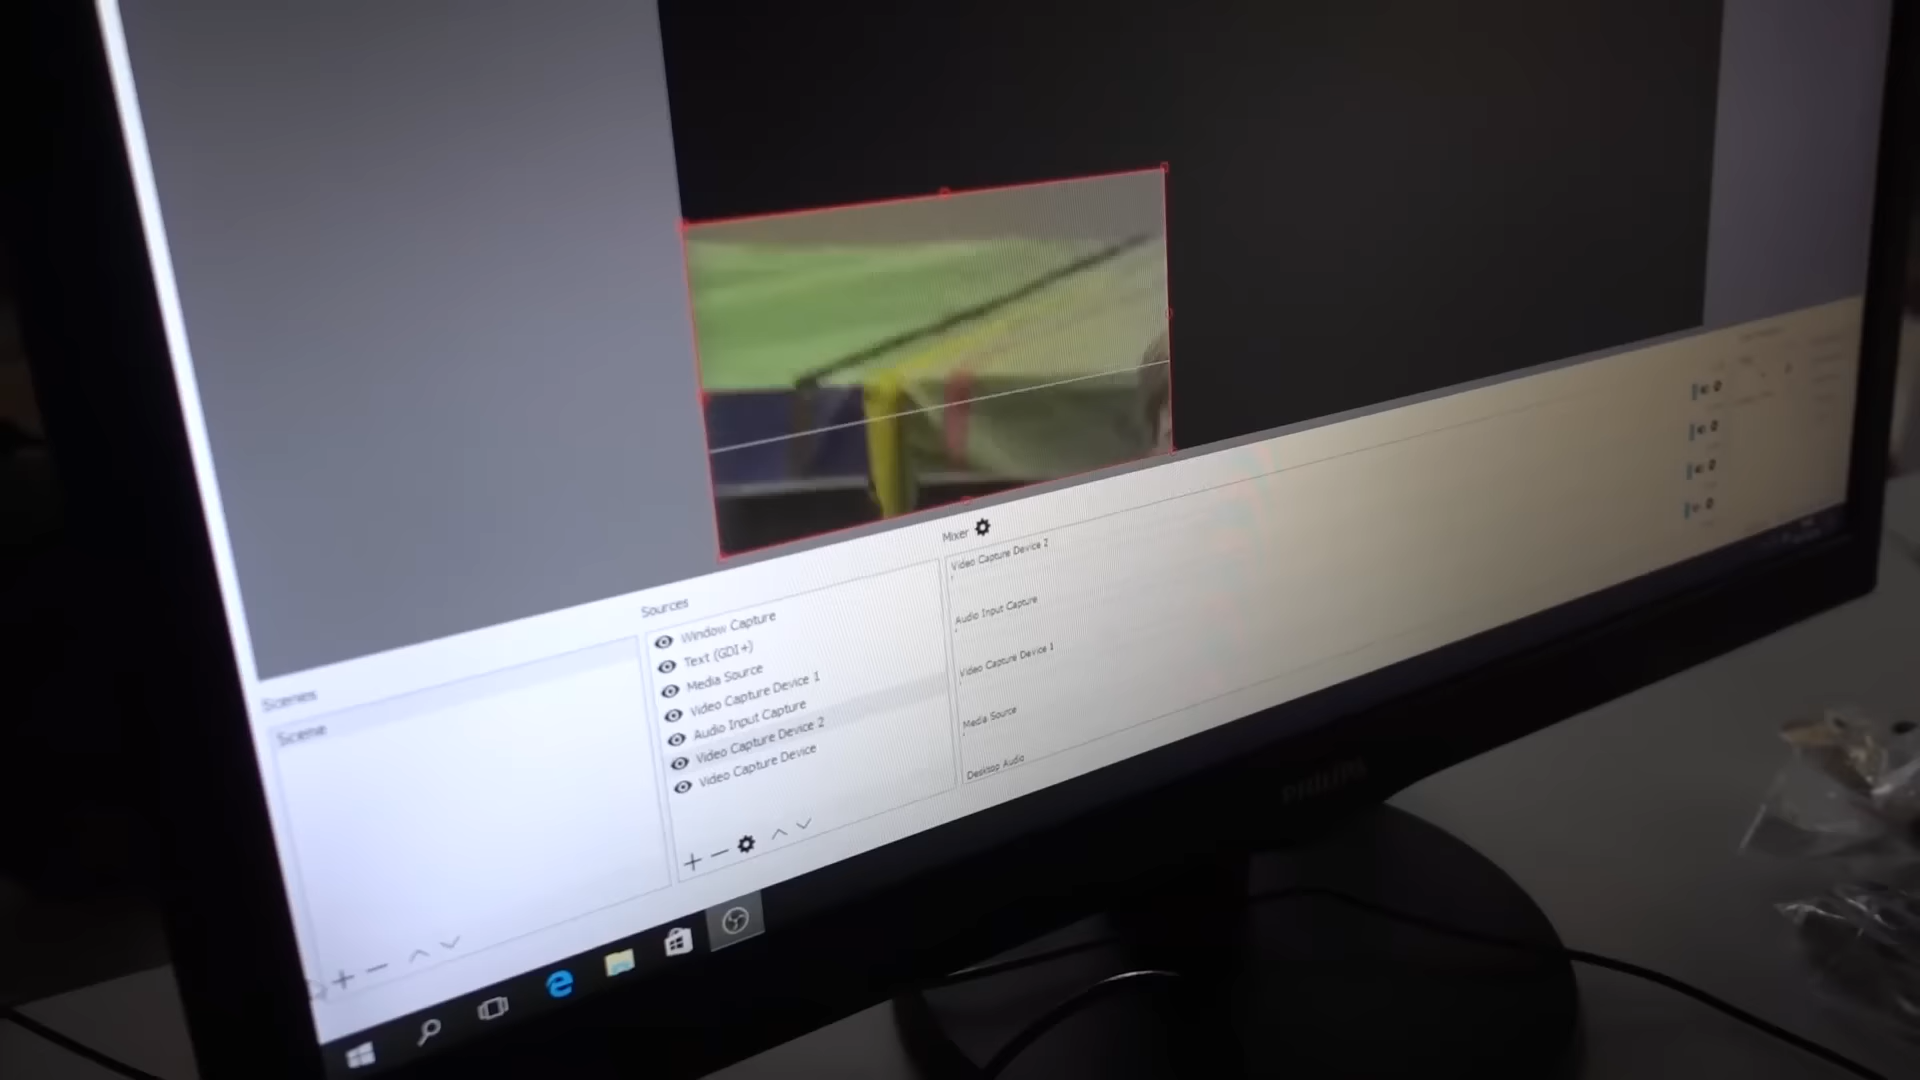 Scenes
Scene
Sources
Window Capture
Text (GDI+)
Media Source
Video Capture Device 1
Audio Input Capture
Video Capture Device 2
Video Capture Device
Mixer
Video Capture Device 2
Audio Input Capture
Video Capture Device 1
Media Source
Desktop Audio
PHILIPS